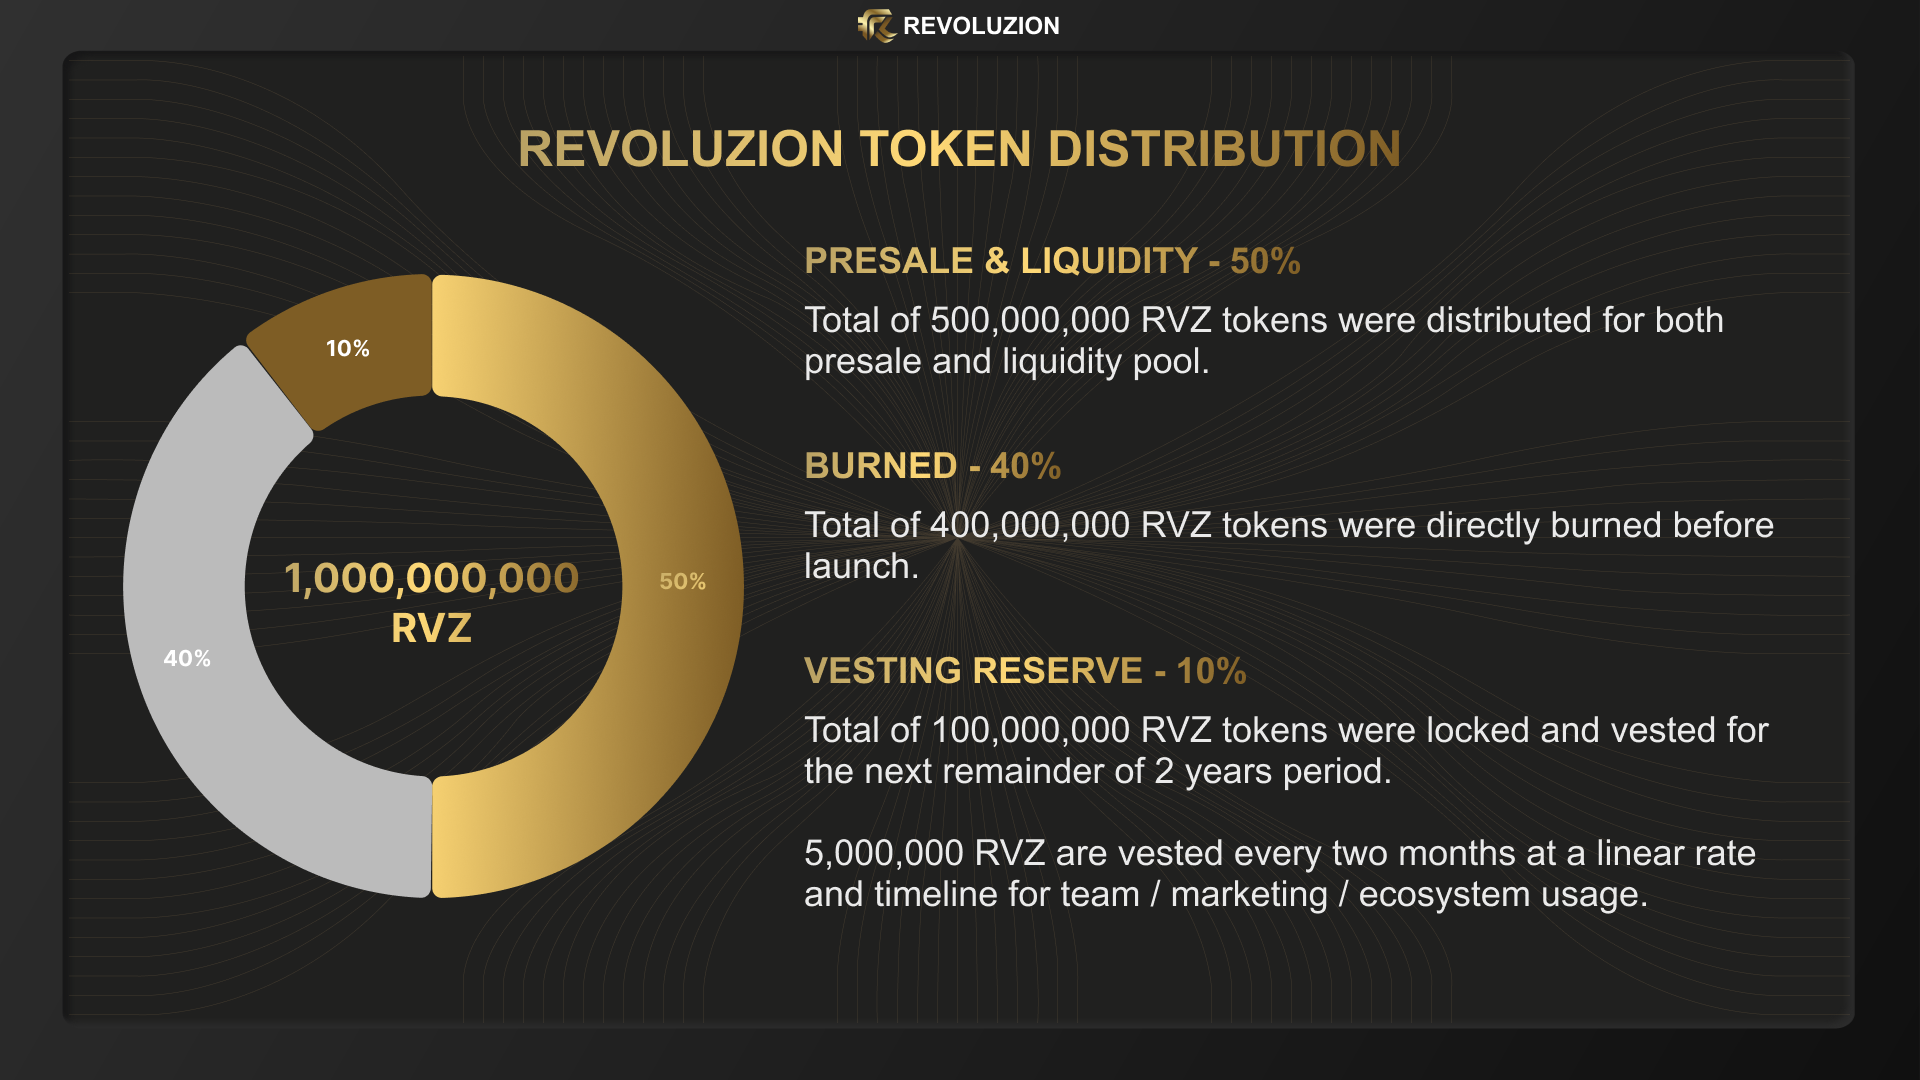 REVOLUZION
REVOLUZION TOKEN DISTRIBUTION
PRESALE & LIQUIDITY - 50%
Total of 500,000,000 RVZ tokens were distributed for both
presale and liquidity pool.
BURNED - 40%
Total of 400,000,000 RVZ tokens were directly burned before
launch.
VESTING RESERVE - 10%
Total of 100,000,000 RVZ tokens were locked and vested for
the next remainder of 2 years period.
5,000,000 RVZ are vested every two months at a linear rate
and timeline for team / marketing / ecosystem usage.
10%
50%
40%
1,000,000,000
RVZ